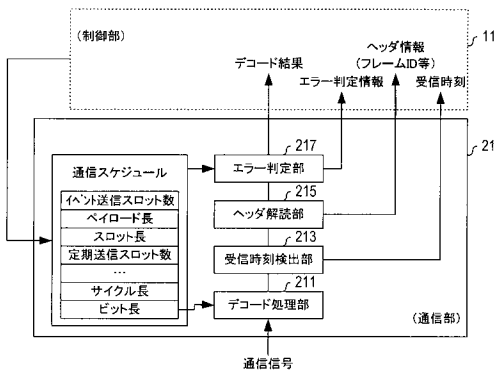 (制御部)
11
ヘッダ情報
(フレームID等)
デコード結果
エラー判定情報
受信時刻
21
217
通信スケジュール
エラー判定部
215
イベント送信スロット数
ヘッダ解読部
ペイロード長
スロット長
213
定期送信スロット数
受信時刻検出部
…
211
サイクル長
デコード処理部
ビット長
(通信部)
通信信号